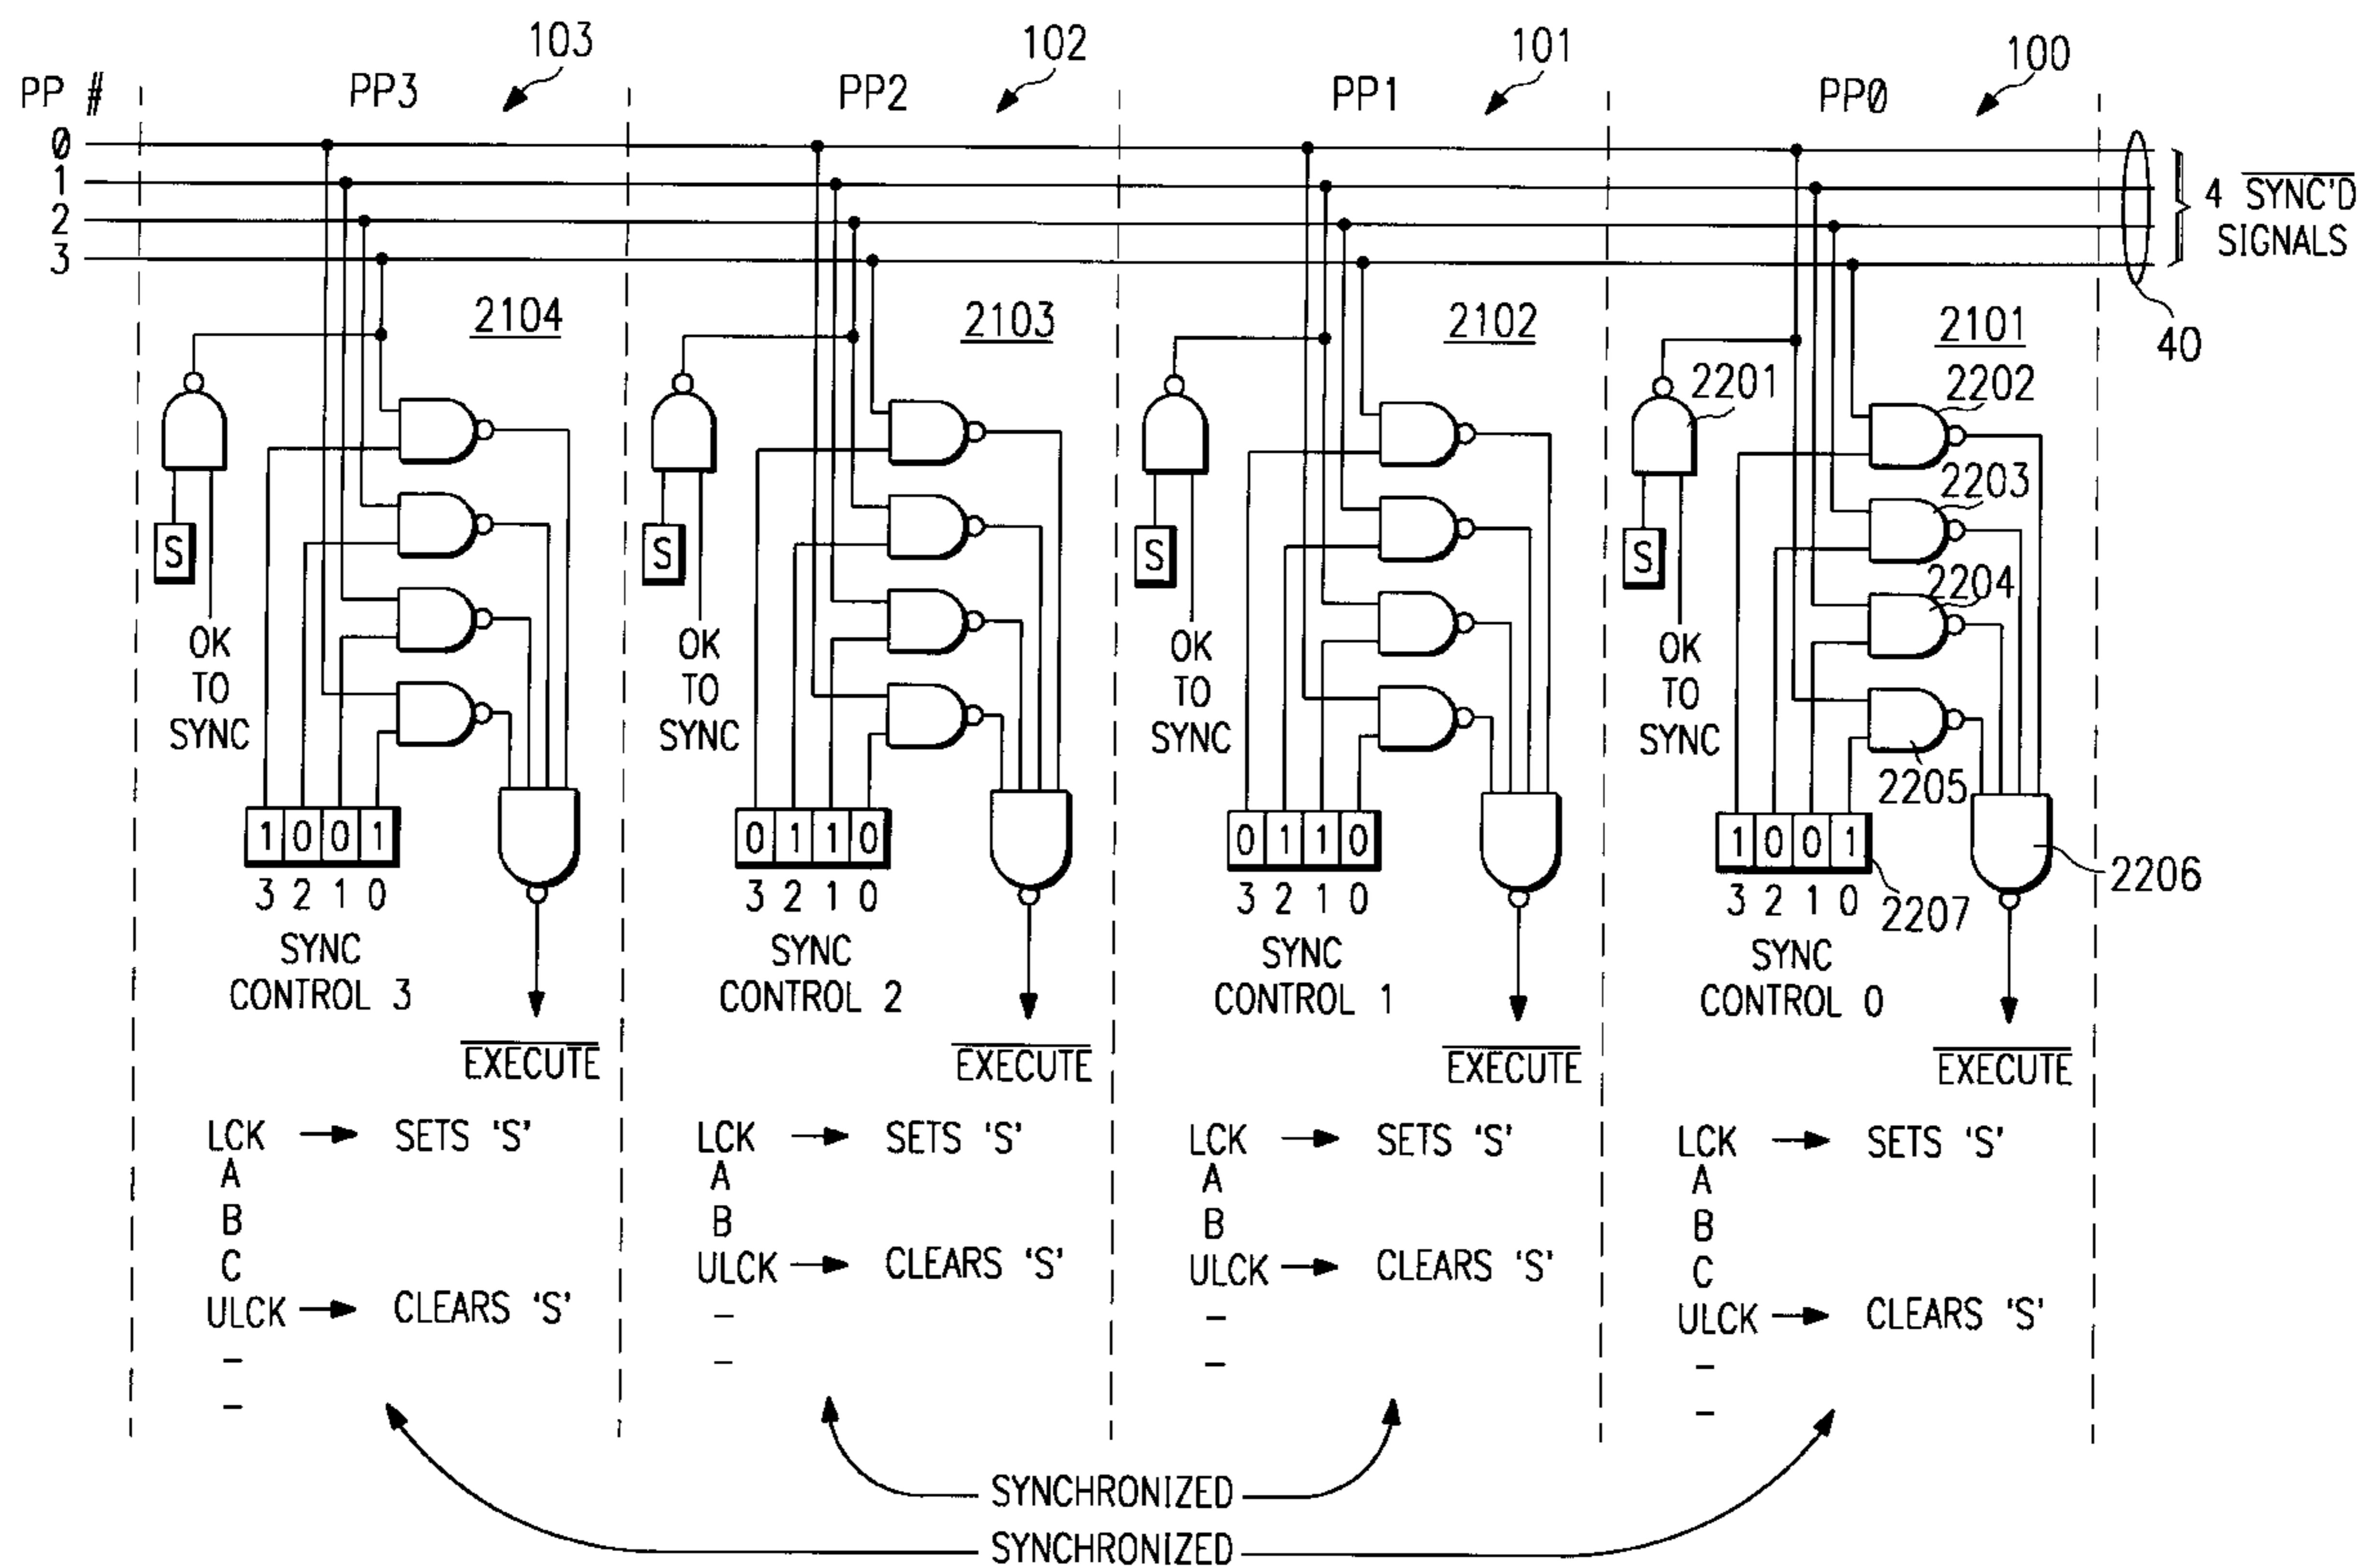 103 102 101 100
PP # PP3 PP2 PP1 PPØ
Ø
1
2
3
4 SYNC'D
SIGNALS
40
2104 2103 2102 2101
2201 2202
2203
2204
2205
2206
2207
S S S S
OK OK OK OK
TO TO TO TO
SYNC SYNC SYNC SYNC
1 0 0 1 0 1 1 0 0 1 1 0 1 0 0 1
3 2 1 0 3 2 1 0 3 2 1 0 3 2 1 0
SYNC SYNC SYNC SYNC
CONTROL 3 CONTROL 2 CONTROL 1 CONTROL 0
EXECUTE EXECUTE EXECUTE EXECUTE
LCK → SETS 'S' LCK → SETS 'S' LCK → SETS 'S' LCK → SETS 'S'
A A A A
B B B B
C ULCK → CLEARS 'S' ULCK → CLEARS 'S' C
ULCK → CLEARS 'S' – – ULCK → CLEARS 'S'
– – – –
– –
SYNCHRONIZED
SYNCHRONIZED